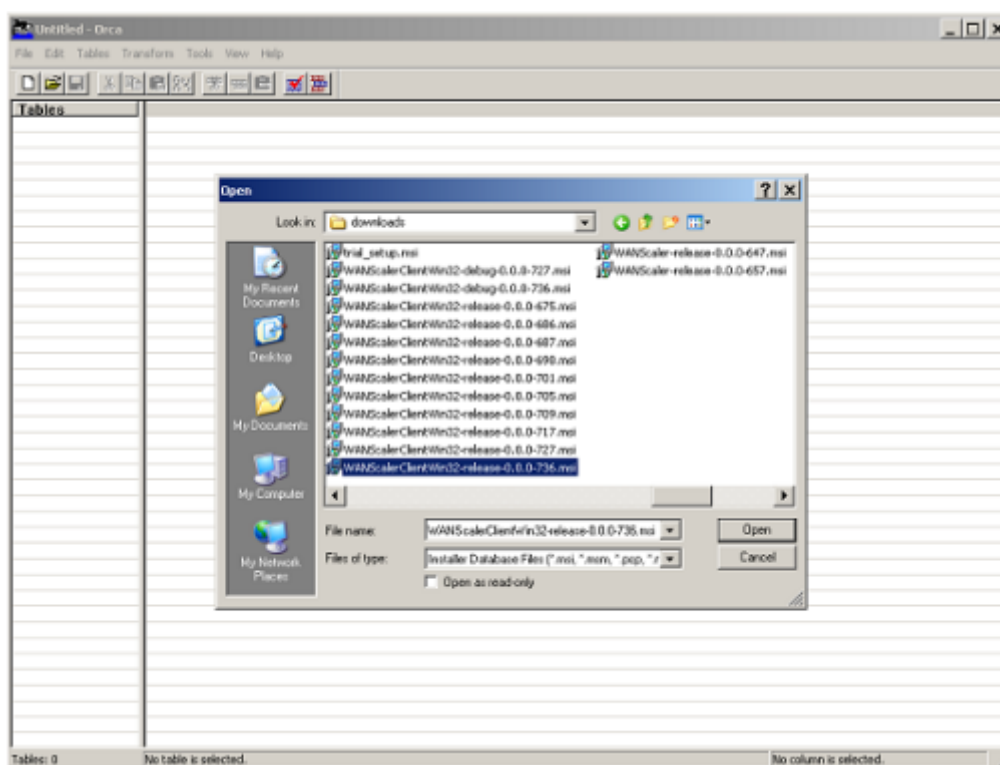 Untitled - Orca
File Edit Tables Transform Tools View Help
Tables
Open
Look in: downloads
My Recent
Documents
Desktop
My Documents
My Computer
My Network
Places
trial_setup.msi
WANScalerClientWin32-debug-0.0.0-727.msi
WANScalerClientWin32-debug-0.0.0-736.msi
WANScalerClientWin32-release-0.0.0-675.msi
WANScalerClientWin32-release-0.0.0-686.msi
WANScalerClientWin32-release-0.0.0-687.msi
WANScalerClientWin32-release-0.0.0-698.msi
WANScalerClientWin32-release-0.0.0-701.msi
WANScalerClientWin32-release-0.0.0-705.msi
WANScalerClientWin32-release-0.0.0-709.msi
WANScalerClientWin32-release-0.0.0-717.msi
WANScalerClientWin32-release-0.0.0-727.msi
WANScalerClientWin32-release-0.0.0-736.msi
WANScaler-release-0.0.0-647.msi
WANScaler-release-0.0.0-657.msi
File name: WANScalerClientWin32-release-0.0.0-736.msi
Open
Files of type: Installer Database Files (*.msi, *.msm, *.pcp, *.r
Cancel
Open as read-only
Tables: 0 No table is selected. No column is selected.